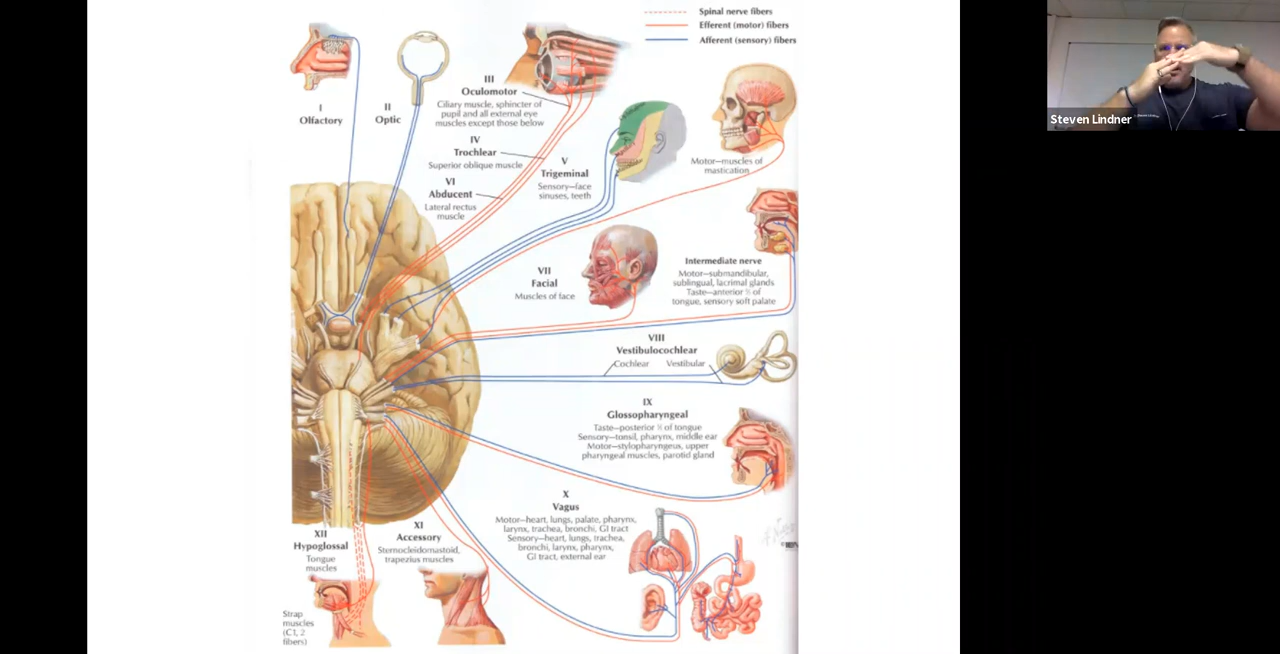 Spinal nerve fibers
Efferent (motor) fibers
Afferent (sensory) fibers
Steven Lindner
I
Olfactory
II
Optic
III
Oculomotor
Ciliary muscle, sphincter of
pupil and all external eye
muscles except those below
IV
Trochlear
Superior oblique muscle
VI
Abducent
Lateral rectus
muscle
V
Trigeminal
Sensory—face
sinuses, teeth
Motor—muscles of
mastication
VII
Facial
Muscles of face
Intermediate nerve
Motor—submandibular,
sublingual, lacrimal glands
Taste—anterior ⅔ of
tongue, sensory soft palate
VIII
Vestibulocochlear
Cochlear Vestibular
IX
Glossopharyngeal
Taste—posterior ⅓ of tongue
Sensory—tonsil, pharynx, middle ear
Motor—stylopharyngeus, upper
pharyngeal muscles, parotid gland
X
Vagus
Motor—heart, lungs, palate, pharynx,
larynx, trachea, bronchi, GI tract
Sensory—heart, lungs, trachea,
bronchi, larynx, pharynx,
GI tract, external ear
XI
Accessory
Sternocleidomastoid,
trapezius muscles
XII
Hypoglossal
Tongue
muscles
Strap
muscles
(C1, 2
fibers)